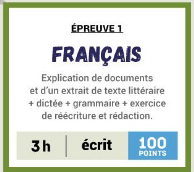 ÉPREUVE 1
FRANÇAIS
Explication de documents
et d'un extrait de texte littéraire
+ dictée + grammaire + exercice
de réécriture et rédaction.
3h écrit 100
POINTS